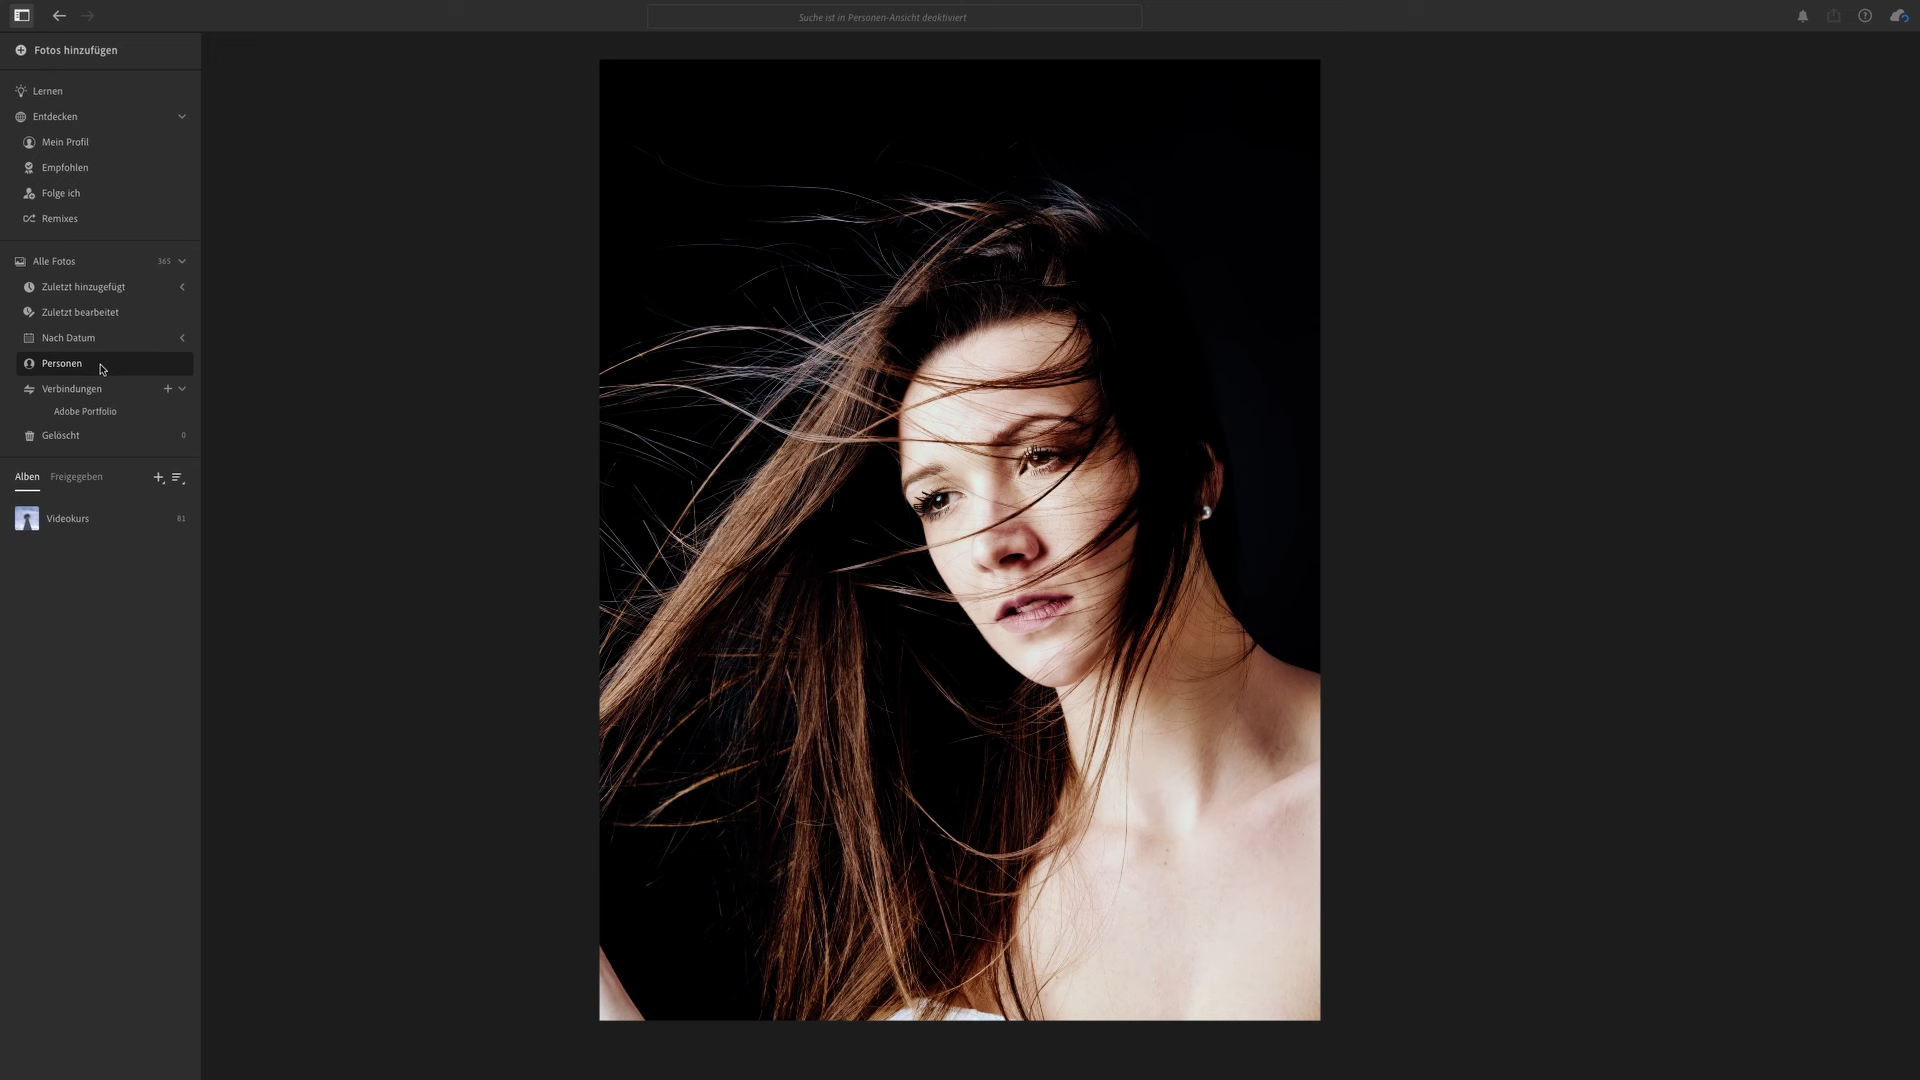 Suche ist in Personen-Ansicht deaktiviert
Fotos hinzufügen
Lernen
Entdecken
Mein Profil
Empfohlen
Folge ich
Remixes
Alle Fotos 365
Zuletzt hinzugefügt
Zuletzt bearbeitet
Nach Datum
Personen
Verbindungen
Adobe Portfolio
Gelöscht 0
Alben Freigegeben
Videokurs 81